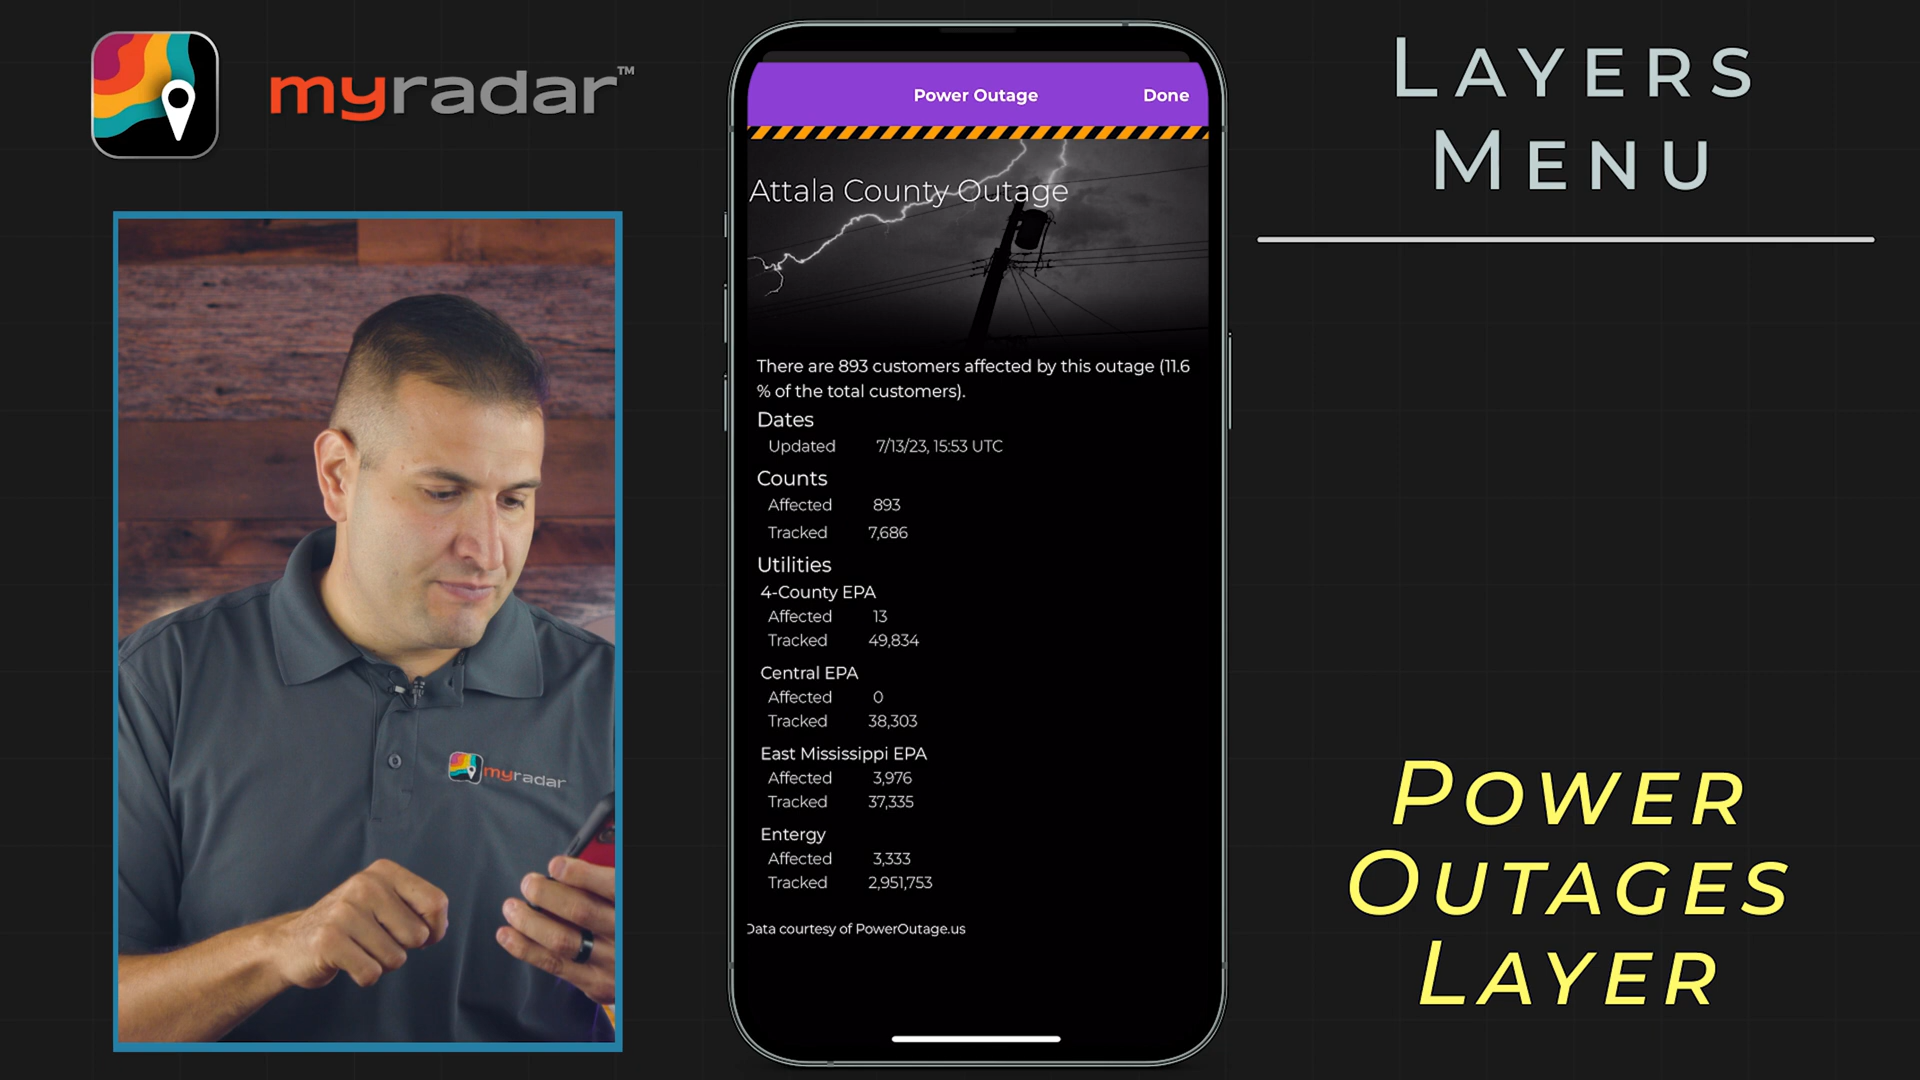 myradar™
Layers
Menu
Power Outage
Done
Attala County Outage
There are 893 customers affected by this outage (11.6
% of the total customers).
Dates
Updated 7/13/23, 15:53 UTC
Counts
Affected 893
Tracked 7,686
Utilities
4-County EPA
Affected 13
Tracked 49,834
Central EPA
Affected 0
Tracked 38,303
East Mississippi EPA
Affected 3,976
Tracked 37,335
Entergy
Affected 3,333
Tracked 2,951,753
Data courtesy of PowerOutage.us
myradar
Power
Outages
Layer